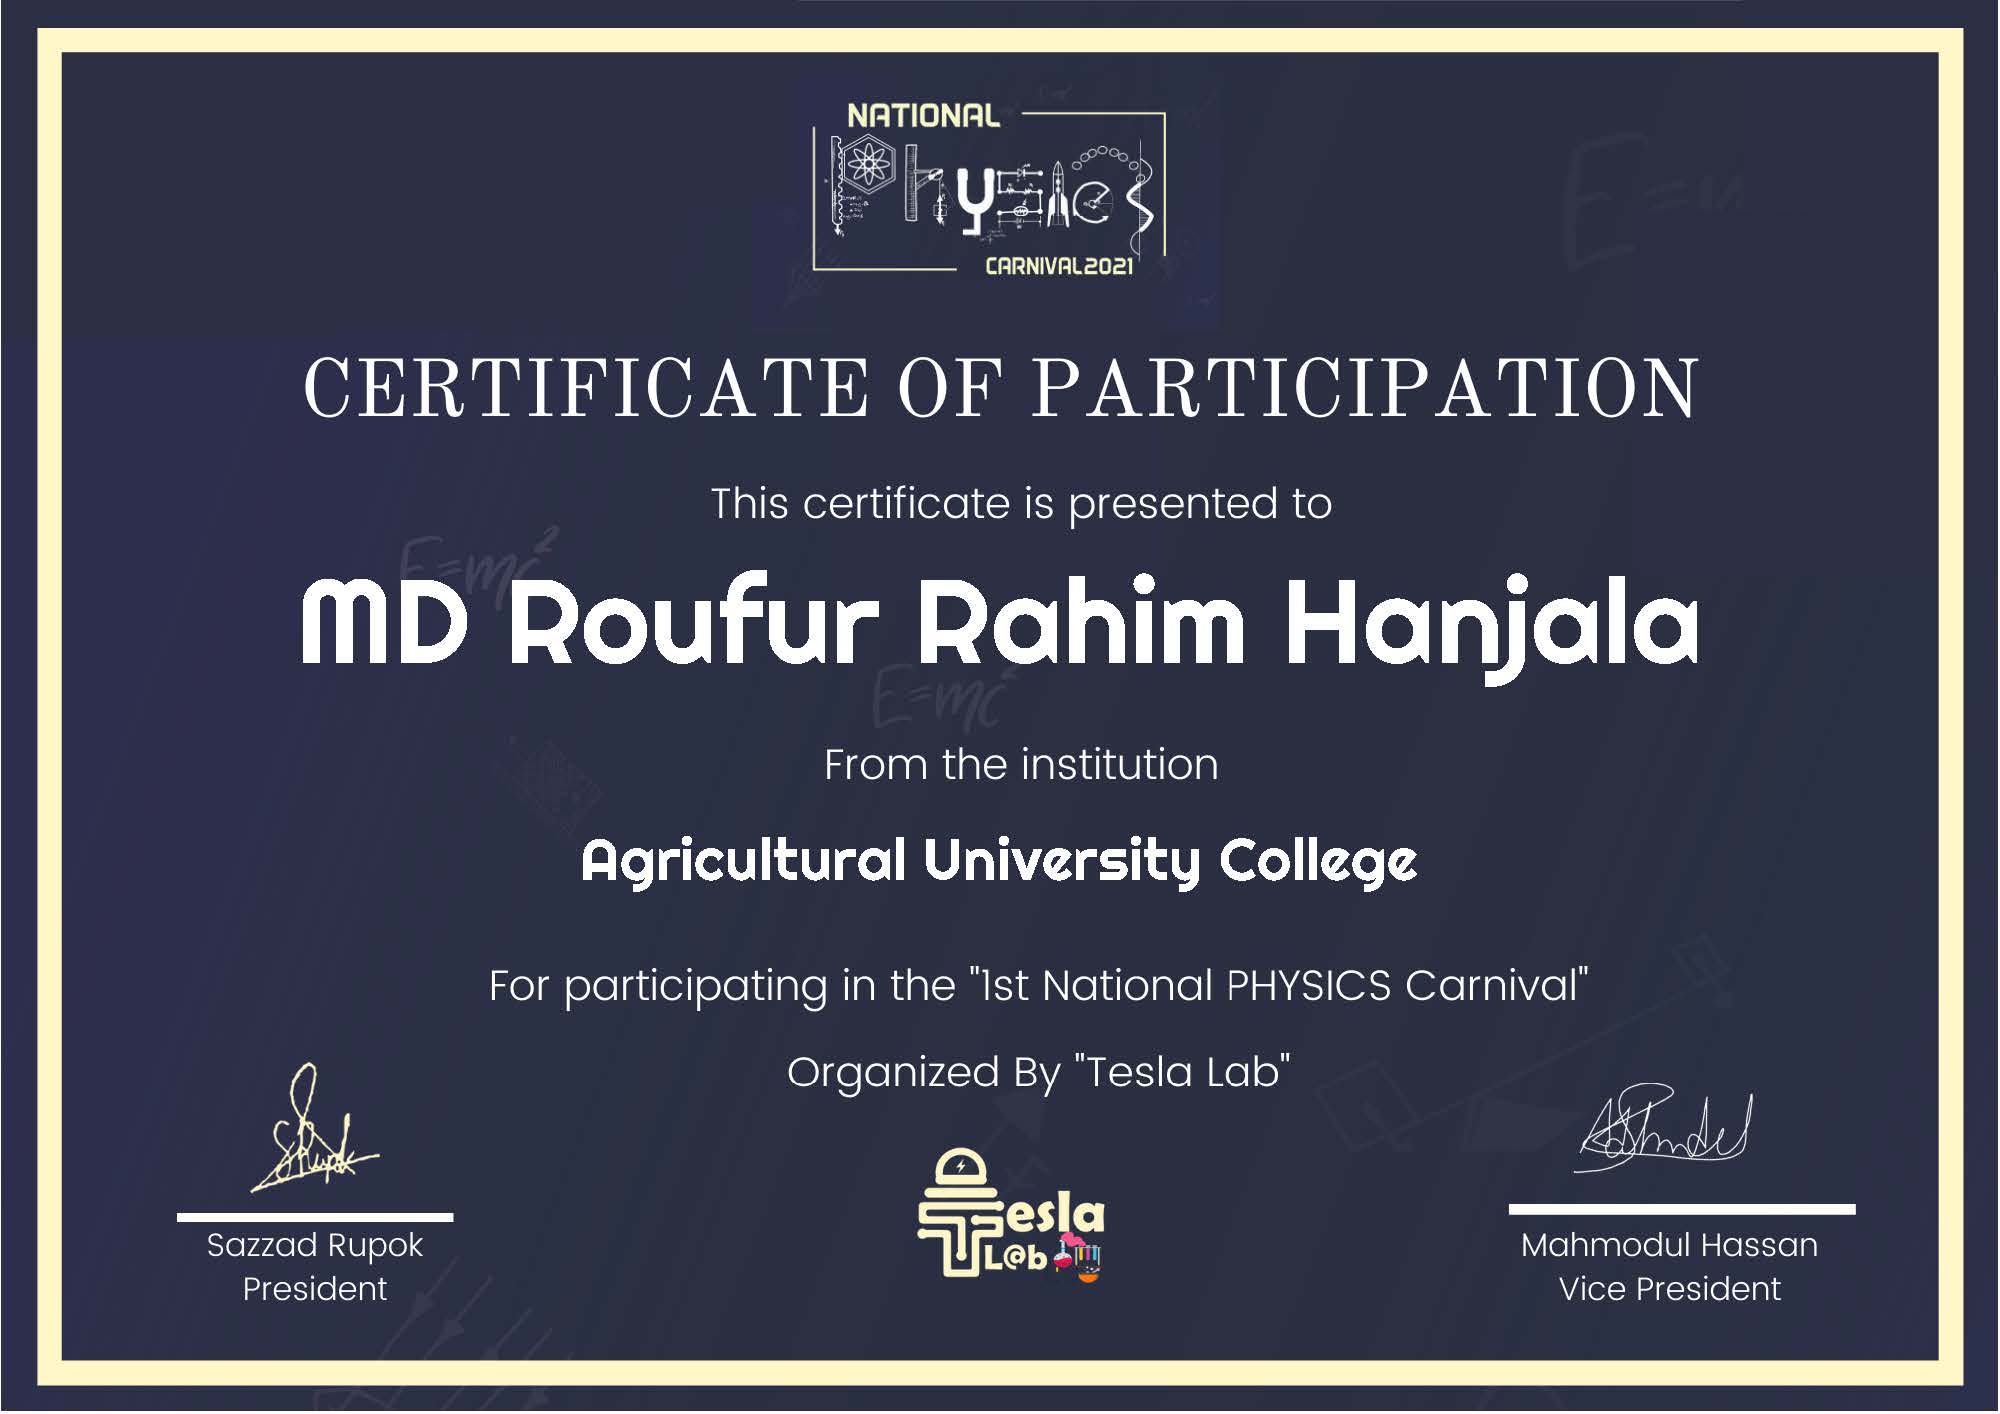 NATIONAL
PHYSICS
CARNIVAL2021
CERTIFICATE OF PARTICIPATION
This certificate is presented to
E=mc²
MD Roufur Rahim Hanjala
E=mc²
From the institution
Agricultural University College
For participating in the "1st National PHYSICS Carnival"
Organized By "Tesla Lab"
Tesla
L@b
Sazzad Rupok
President
Mahmodul Hassan
Vice President